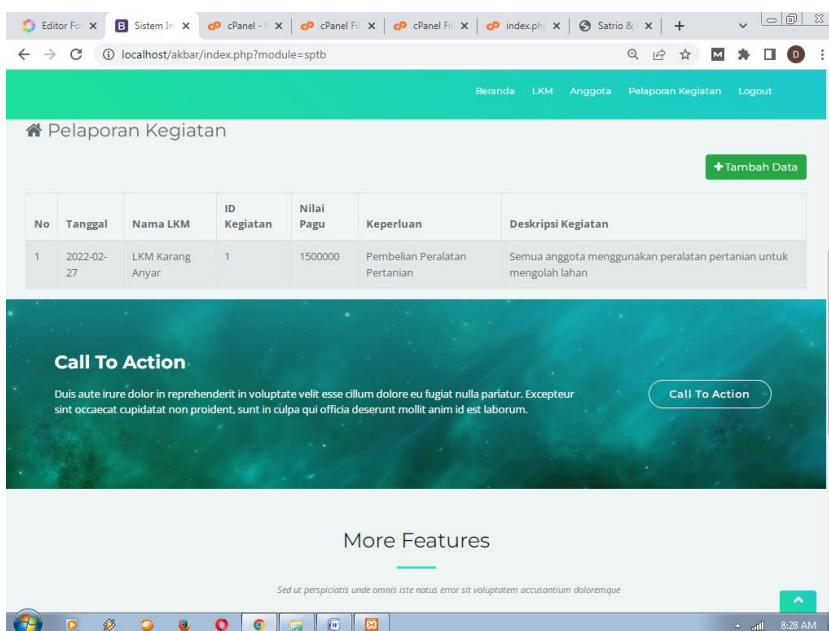 Editor Fo
Sistem In
cPanel -
cPanel Fil
cPanel Fil
index.ph
Satrio &
localhost/akbar/index.php?module=sptb
D
Beranda LKM Anggota Pelaporan Kegiatan Logout
Pelaporan Kegiatan
+Tambah Data
No Tanggal Nama LKM ID Kegiatan Nilai Pagu Keperluan Deskripsi Kegiatan
1 2022-02-27 LKM Karang Anyar 1 1500000 Pembelian Peralatan Pertanian Semua anggota menggunakan peralatan pertanian untuk mengolah lahan
Call To Action
Duis aute irure dolor in reprehenderit in voluptate velit esse cillum dolore eu fugiat nulla pariatur. Excepteur
sint occaecat cupidatat non proident, sunt in culpa qui officia deserunt mollit anim id est laborum.
Call To Action
More Features
Sed ut perspiciatis unde omnis iste natus error sit voluptatem accusantium doloremque
8:28 AM